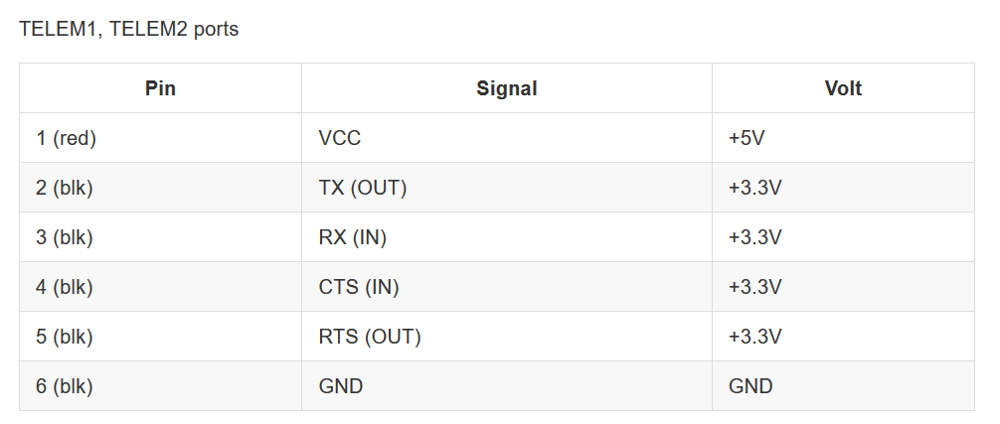 TELEM1, TELEM2 ports
Pin Signal Volt
1 (red) VCC +5V
2 (blk) TX (OUT) +3.3V
3 (blk) RX (IN) +3.3V
4 (blk) CTS (IN) +3.3V
5 (blk) RTS (OUT) +3.3V
6 (blk) GND GND